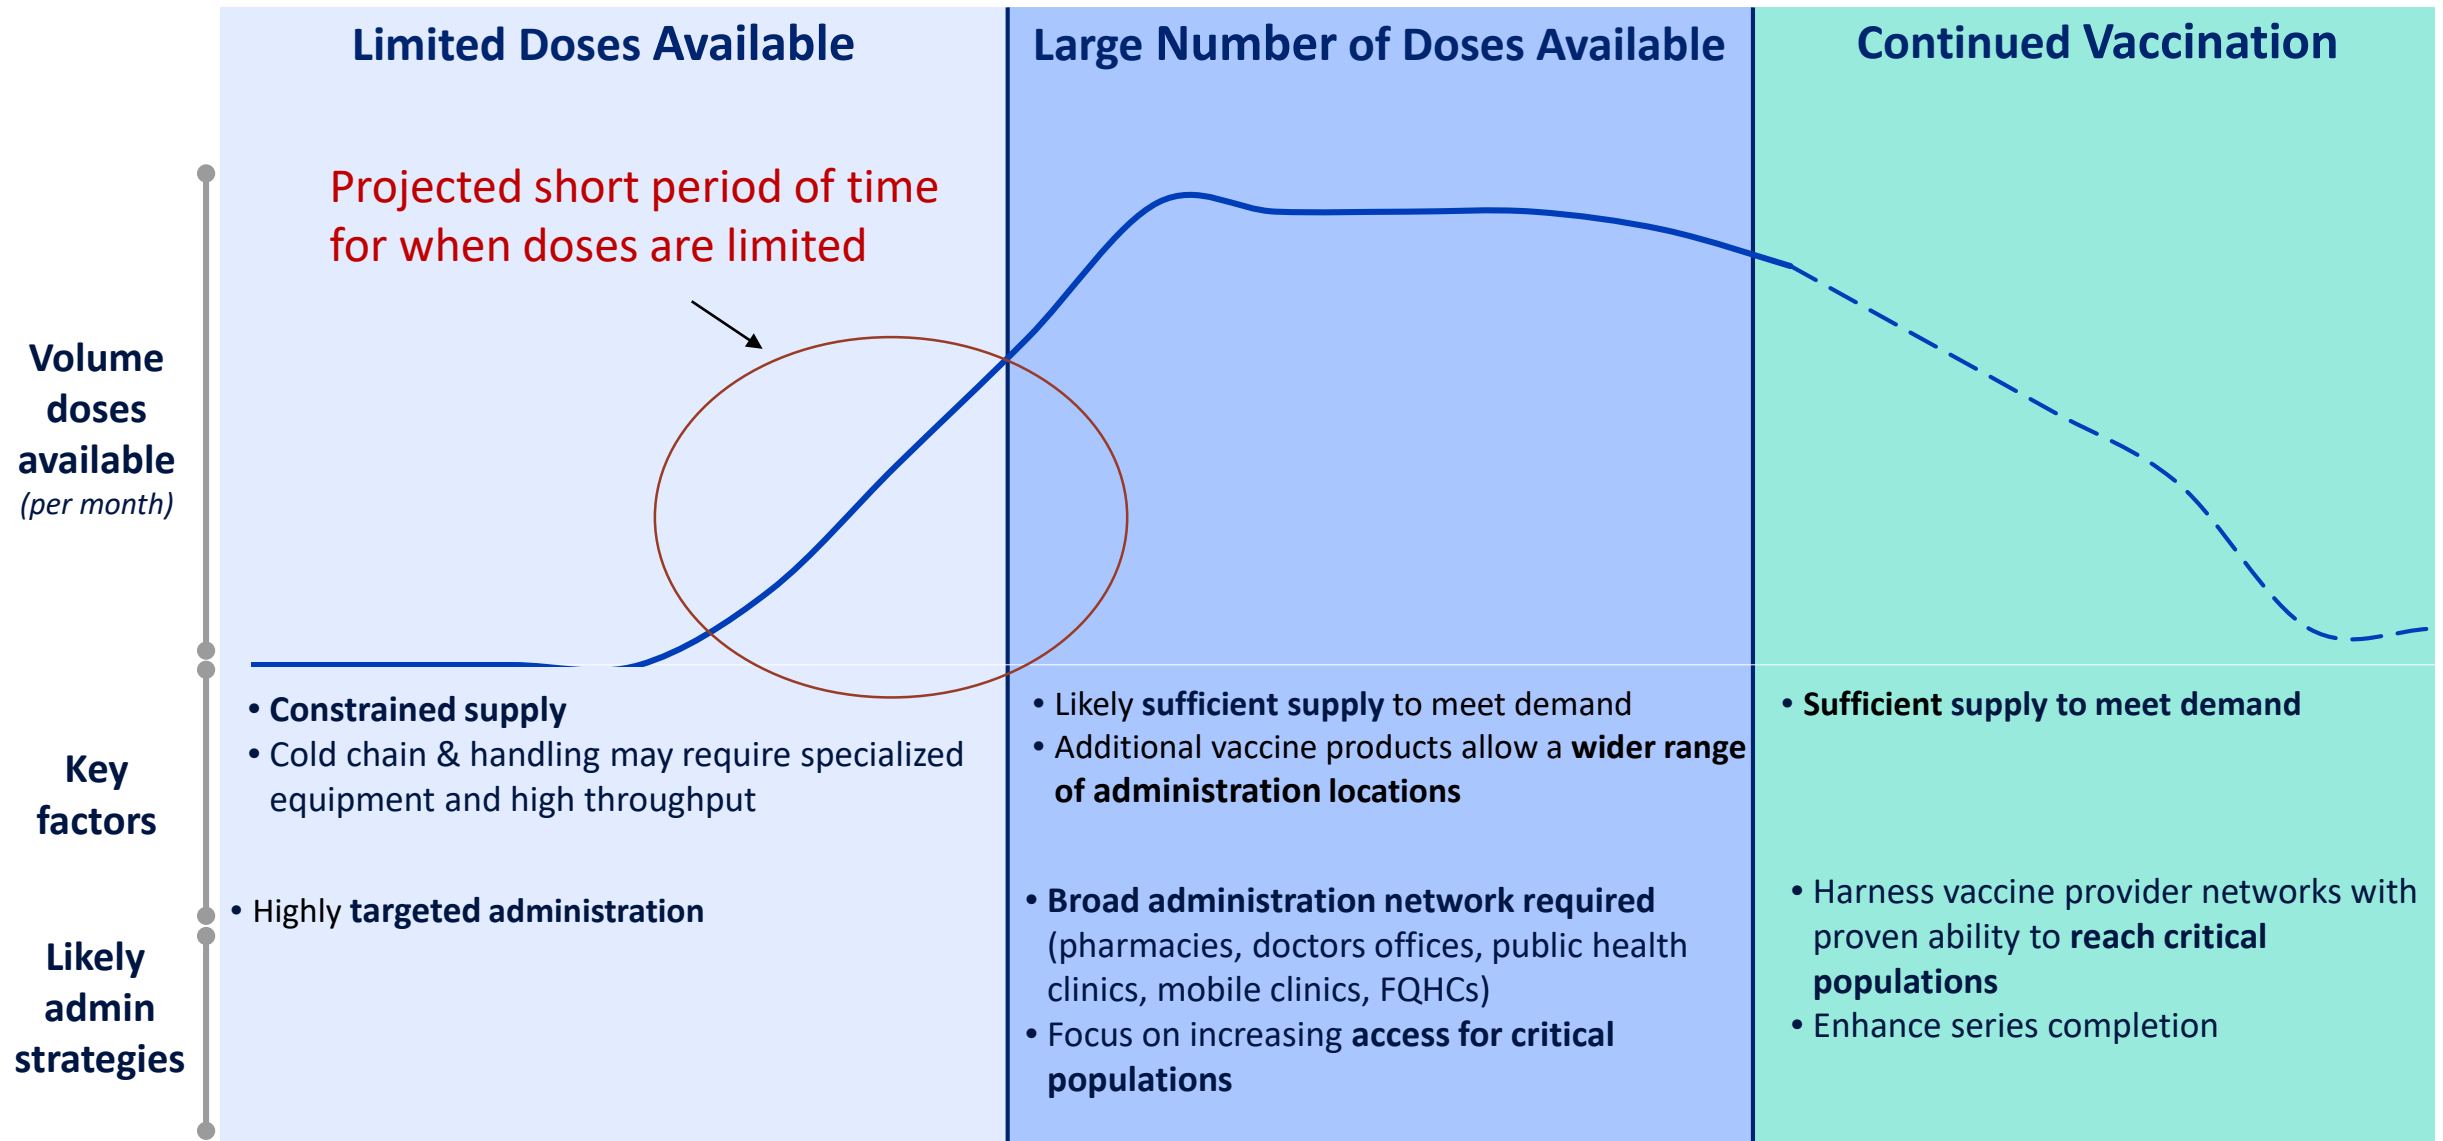 Limited Doses Available
Large Number of Doses Available
Continued Vaccination
Projected short period of time
for when doses are limited
Volume
doses
available
(per month)
Key
factors
• Constrained supply
• Cold chain & handling may require specialized
equipment and high throughput
• Likely sufficient supply to meet demand
• Additional vaccine products allow a wider range
of administration locations
• Sufficient supply to meet demand
Likely
admin
strategies
• Highly targeted administration
• Broad administration network required
(pharmacies, doctors offices, public health
clinics, mobile clinics, FQHCs)
• Focus on increasing access for critical
populations
• Harness vaccine provider networks with
proven ability to reach critical
populations
• Enhance series completion